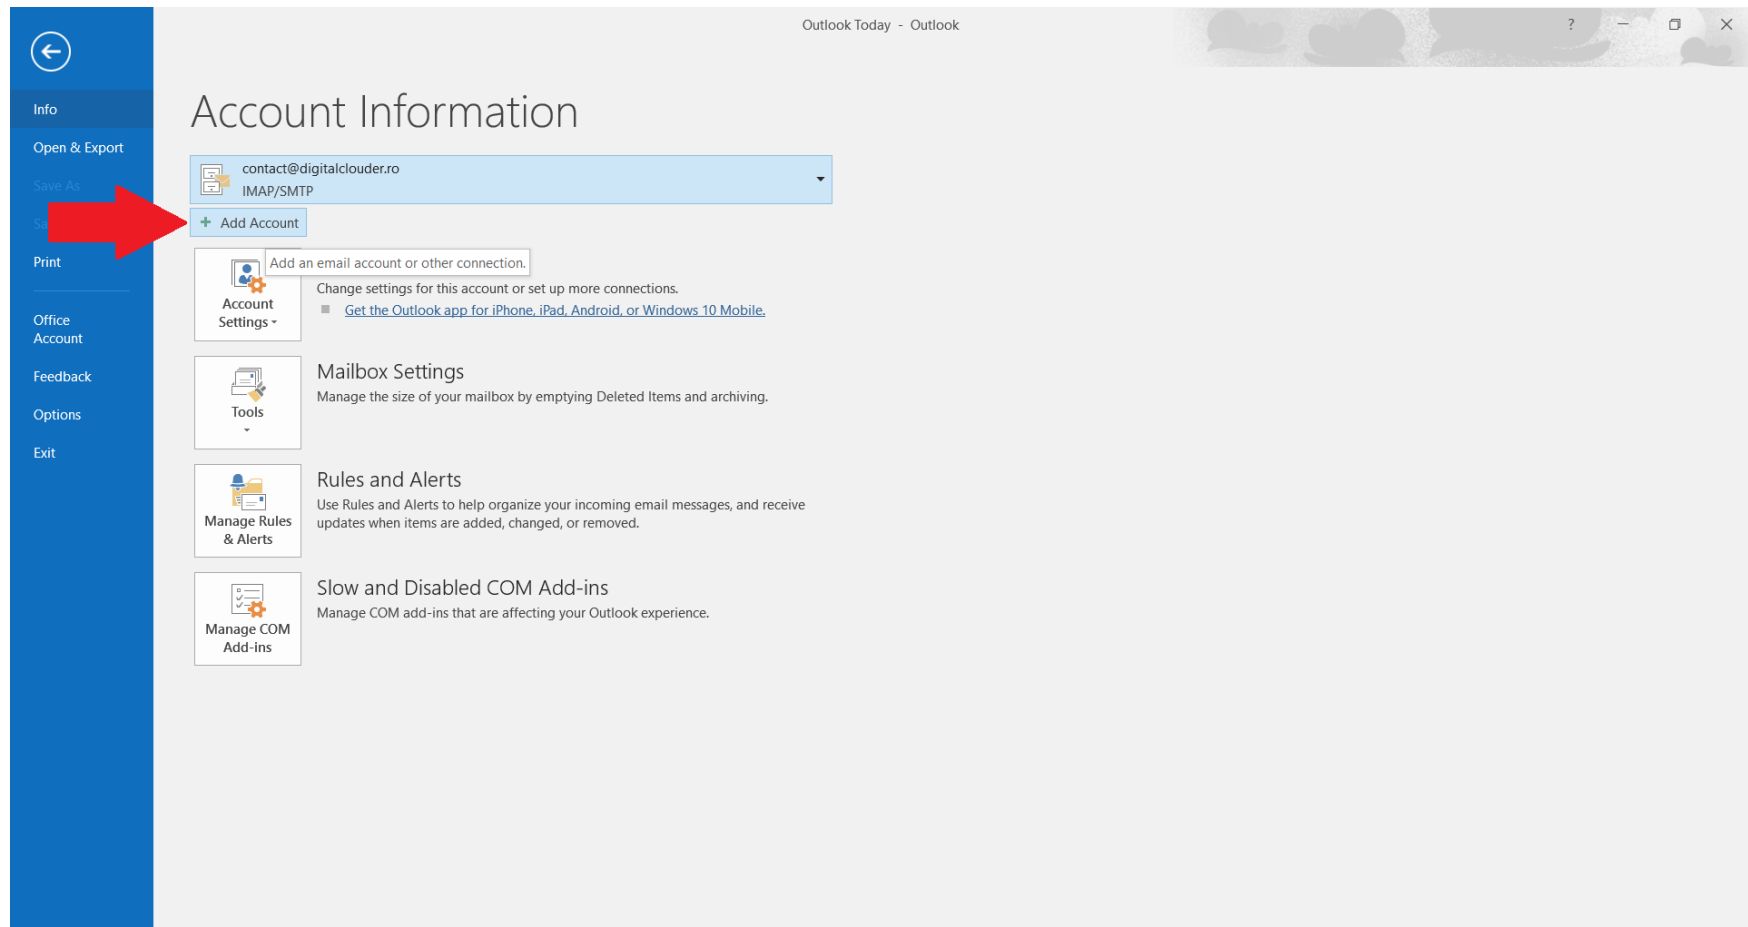 Outlook Today - Outlook
?
Info
Open & Export
Save As
Sa
Print
Office
Account
Feedback
Options
Exit
Account Information
contact@digitalclouder.ro
IMAP/SMTP
+ Add Account
Add an email account or other connection.
Account
Settings
Change settings for this account or set up more connections.
Get the Outlook app for iPhone, iPad, Android, or Windows 10 Mobile.
Tools
Mailbox Settings
Manage the size of your mailbox by emptying Deleted Items and archiving.
Manage Rules
& Alerts
Rules and Alerts
Use Rules and Alerts to help organize your incoming email messages, and receive
updates when items are added, changed, or removed.
Manage COM
Add-ins
Slow and Disabled COM Add-ins
Manage COM add-ins that are affecting your Outlook experience.